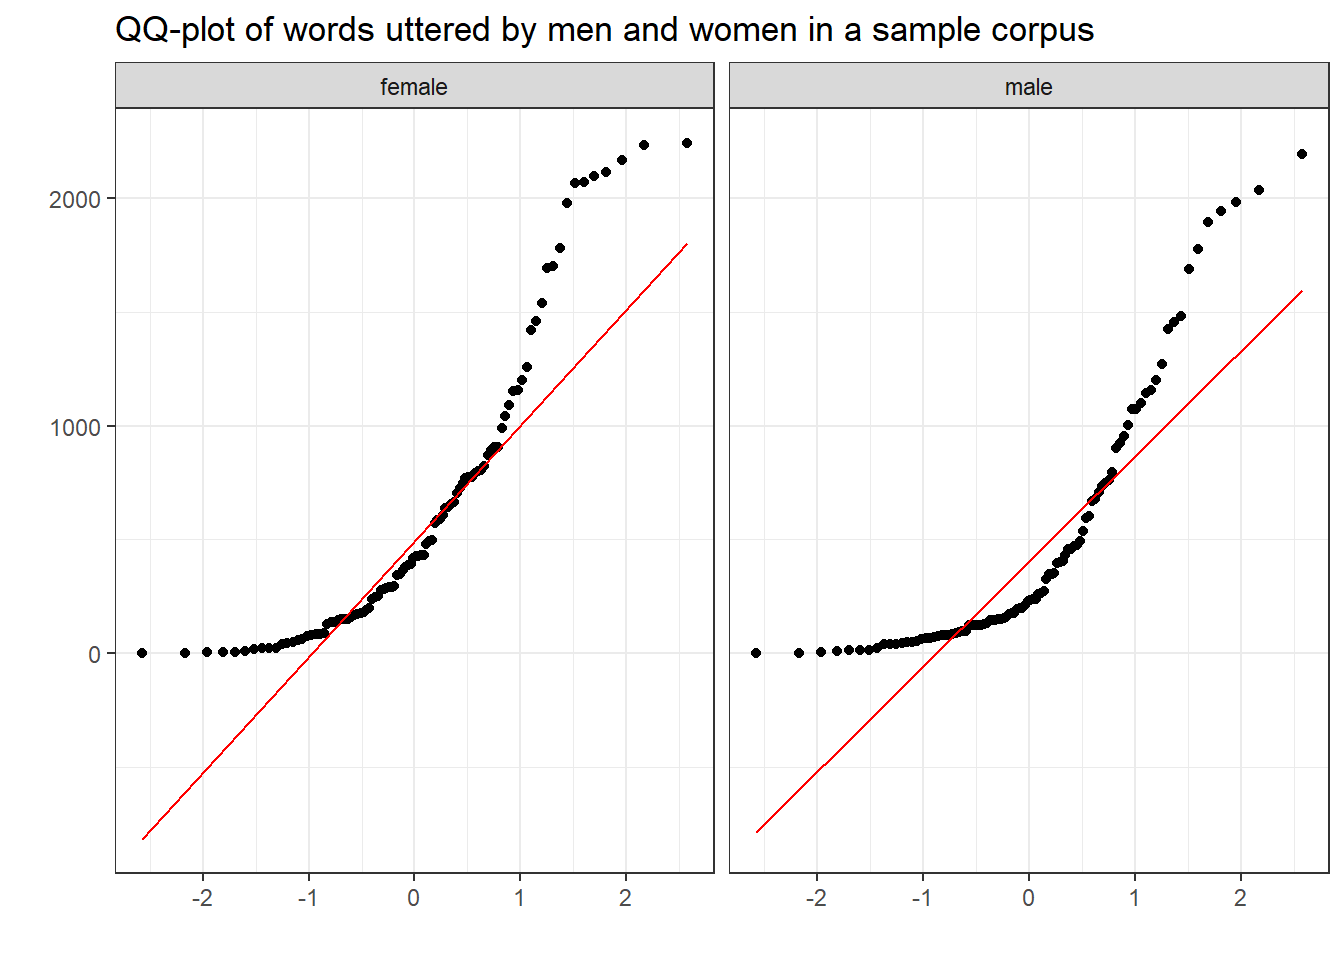 QQ-plot of words uttered by men and women in a sample corpus
female
male
2000
1000
0
-2 -1 0 1 2
-2 -1 0 1 2